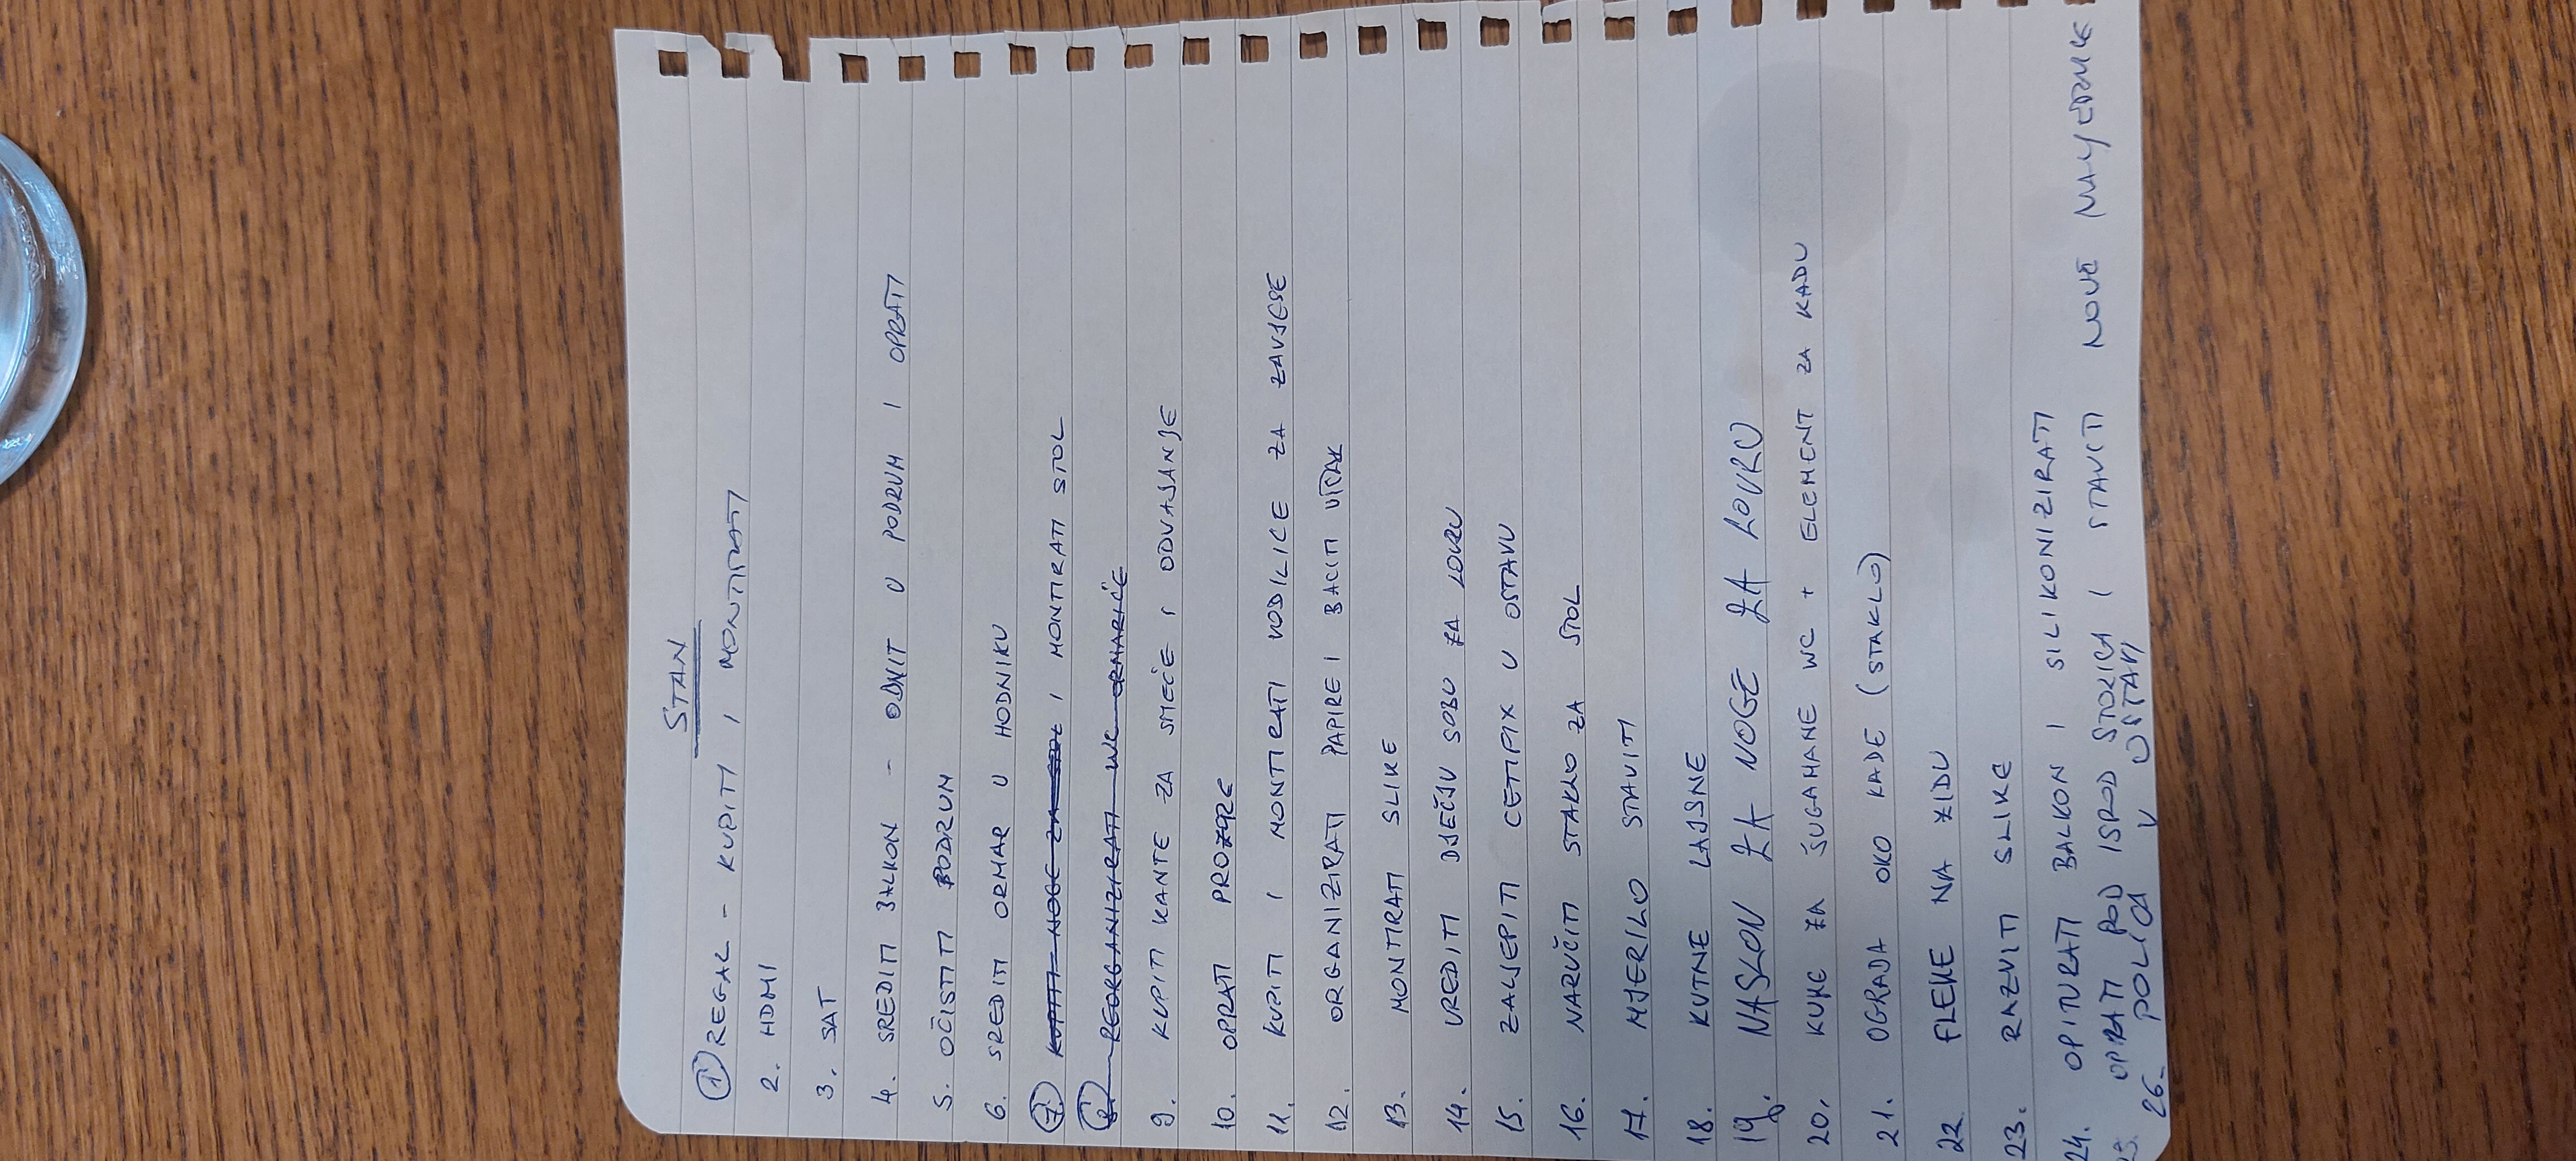 STAN
1. REGAL - KUPITI I MONTIRATI
2. HDMI
3. SAT
4. SREDITI BALKON - ODNIT U PODRUM I OPRATI
5. OČISTITI PODRUM
6. SREDITI ORMAR U HODNIKU
7. KUPITI NOGE ZA STOL I MONTIRATI STOL
8. REORGANIZIRATI WC ORMARIĆE
9. KUPITI KANTE ZA SMEĆE I ODVAJANJE
10. OPRATI PROZORE
11. KUPITI I MONTIRATI VODILICE ZA ZAVJESE
12. ORGANIZIRATI PAPIRE I BACITI VIŠAK
13. MONTIRATI SLIKE
14. UREDITI DJEČJU SOBU ZA LOVRU
15. ZALJEPITI CETIFIX U OSTAVU
16. NARUČITI STAKLO ZA STOL
17. MJERILO STAVITI
18. KUTNE LAJSNE
19. NASLON ZA NOGE ZA LOVRO
20. KUKE ZA ŠUGAMANE WC + ELEMENT ZA KADU
21. OGRADA OKO KADE (STAKLO)
22 FLEKE NA ZIDU
23. RAZVITI SLIKE
24. OPITURATI BALKON I SILIKONIZIRATI
OPRATI POD ISPOD STOLICA I STAVITI NOVE
26. POLICA U OSTAVI